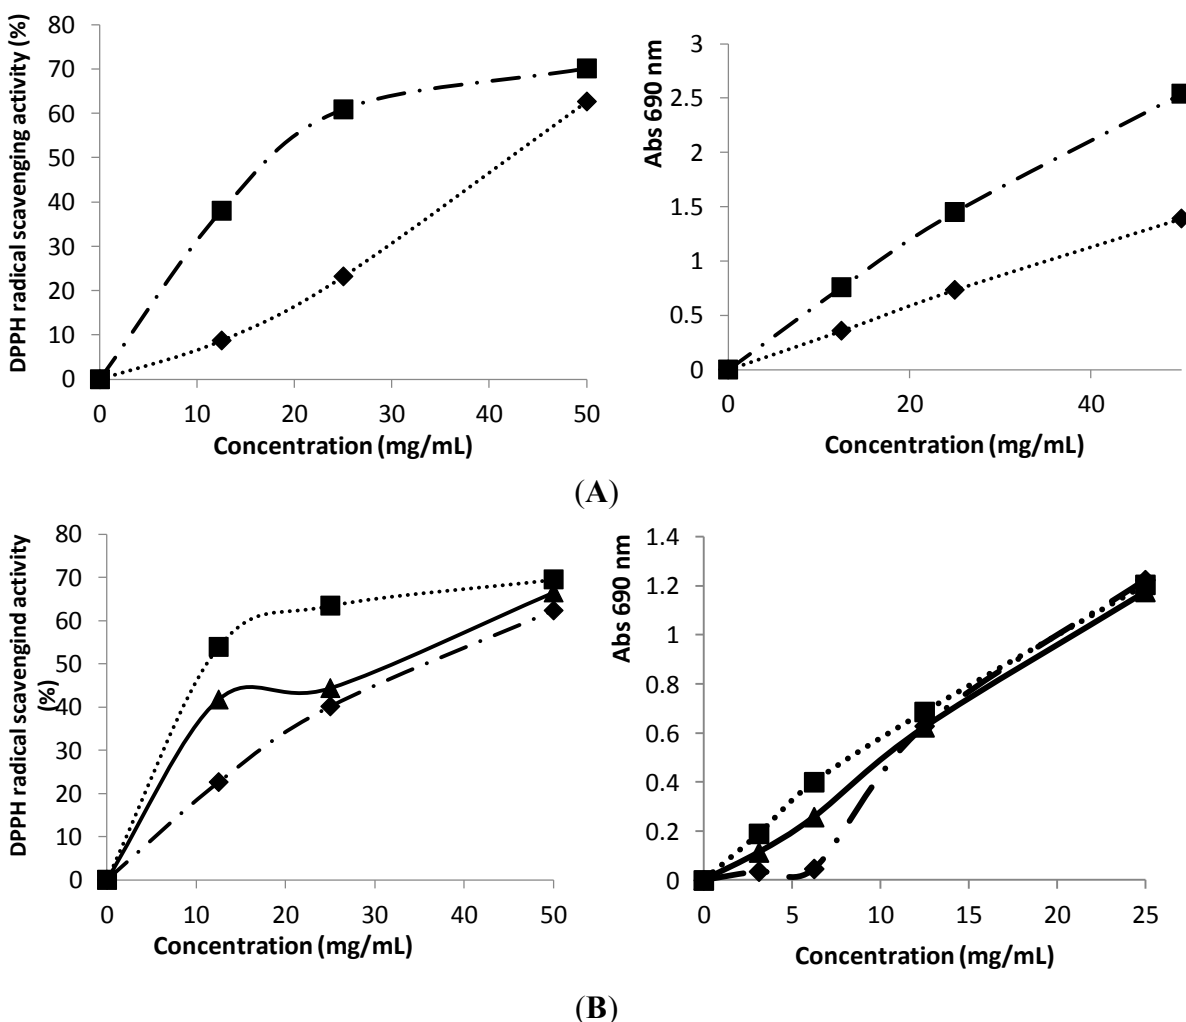 DPPH radical scavenging activity (%)
80
70
60
50
40
30
20
10
0
0 10 20 30 40 50
Concentration (mg/mL)
Abs 690 nm
3
2.5
2
1.5
1
0.5
0
0 20 40
Concentration (mg/mL)
(A)
DPPH radical scavengind activity
(%)
80
70
60
50
40
30
20
10
0
0 10 20 30 40 50
Concentration (mg/mL)
Abs 690 nm
1.4
1.2
1
0.8
0.6
0.4
0.2
0
0 5 10 15 20 25
Concentration (mg/mL)
(B)